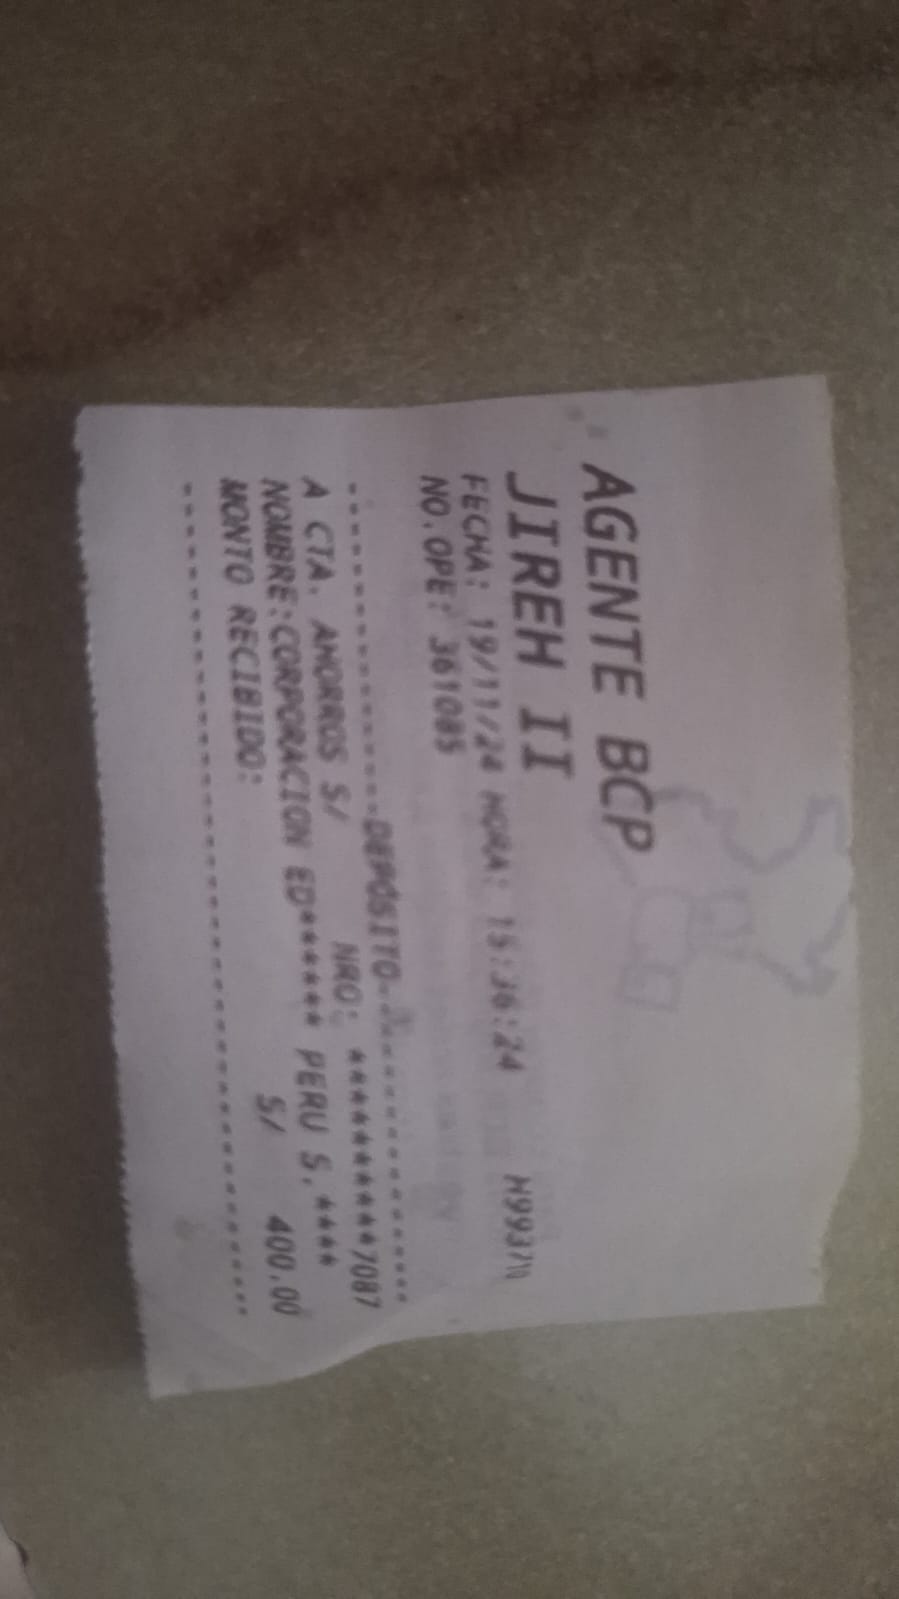 AGENTE BCP
JIREH II
FECHA: 19/11/24 HORA: 15:36:24 H993710
NO.OPE: 361085
--------------------DEPOSITO--------------------
A CTA. AHORROS S/ NRO: **********7087
NOMBRE:CORPORACION ED******* PERU S.****
MONTO RECIBIDO: S/ 400.00